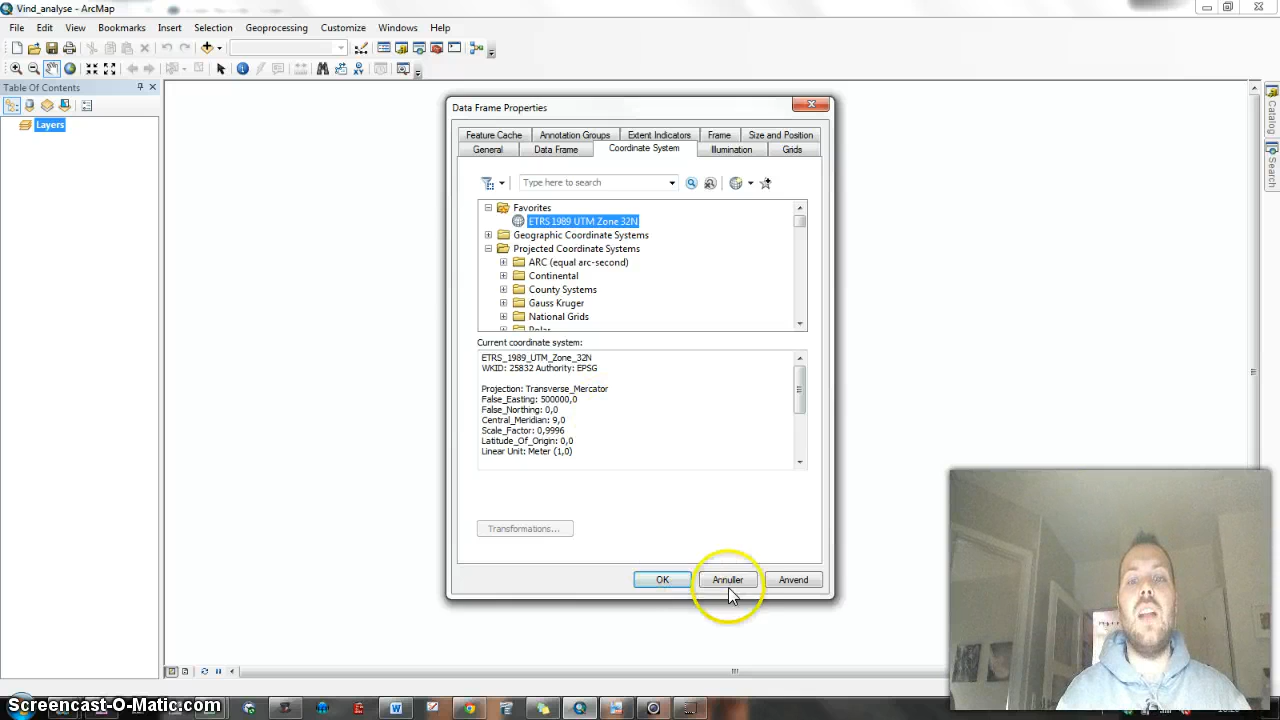 Vind_analyse - ArcMap
File Edit View Bookmarks Insert Selection Geoprocessing Customize Windows Help
Table Of Contents
Layers
Data Frame Properties
Feature Cache Annotation Groups Extent Indicators Frame Size and Position
General Data Frame Coordinate System Illumination Grids
Type here to search
Favorites
ETRS 1989 UTM Zone 32N
Geographic Coordinate Systems
Projected Coordinate Systems
ARC (equal arc-second)
Continental
County Systems
Gauss Kruger
National Grids
Polar
Current coordinate system:
ETRS_1989_UTM_Zone_32N
WKID: 25832 Authority: EPSG
Projection: Transverse_Mercator
False_Easting: 500000,0
False_Northing: 0,0
Central_Meridian: 9,0
Scale_Factor: 0,9996
Latitude_Of_Origin: 0,0
Linear Unit: Meter (1,0)
Transformations...
OK Annuller Anvend
Catalog
Search
Screencast-O-Matic.com